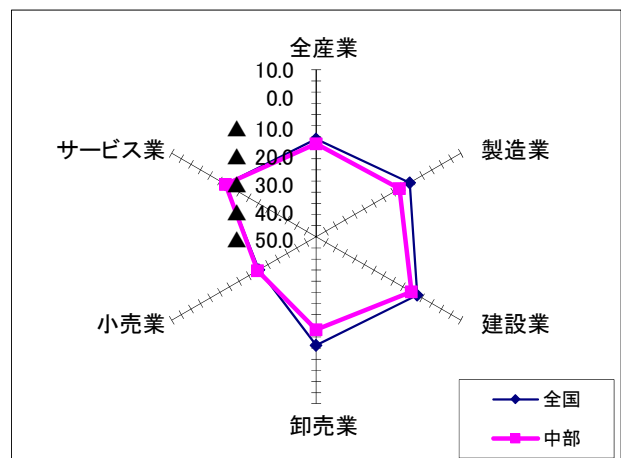 全産業
10.0
0.0
▲ 10.0
▲ 20.0
▲ 30.0
▲ 40.0
▲ 50.0
サービス業
製造業
小売業
建設業
卸売業
全国
中部